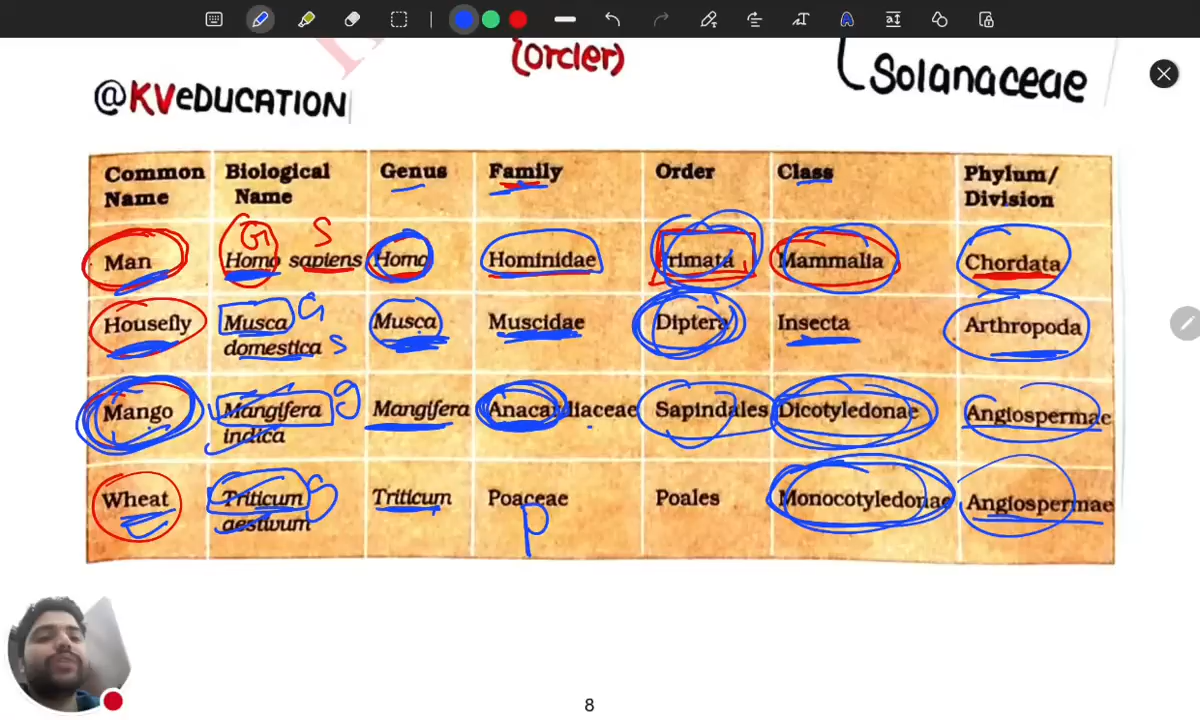 (order)
Solanaceae
@KVeDUCATION
Common Name Biological Name Genus Family Order Class Phylum/ Division
G S
Man Homo sapiens Homo Hominidae Primata Mammalia Chordata
Housefly Musca domestica Musca Muscidae Diptera Insecta Arthropoda
G
S
Mango Mangifera indica Mangifera Anacardiaceae Sapindales Dicotyledonae Angiospermae
g
Wheat Triticum aestivum Triticum Poaceae Poales Monocotyledonae Angiospermae
G
P
8